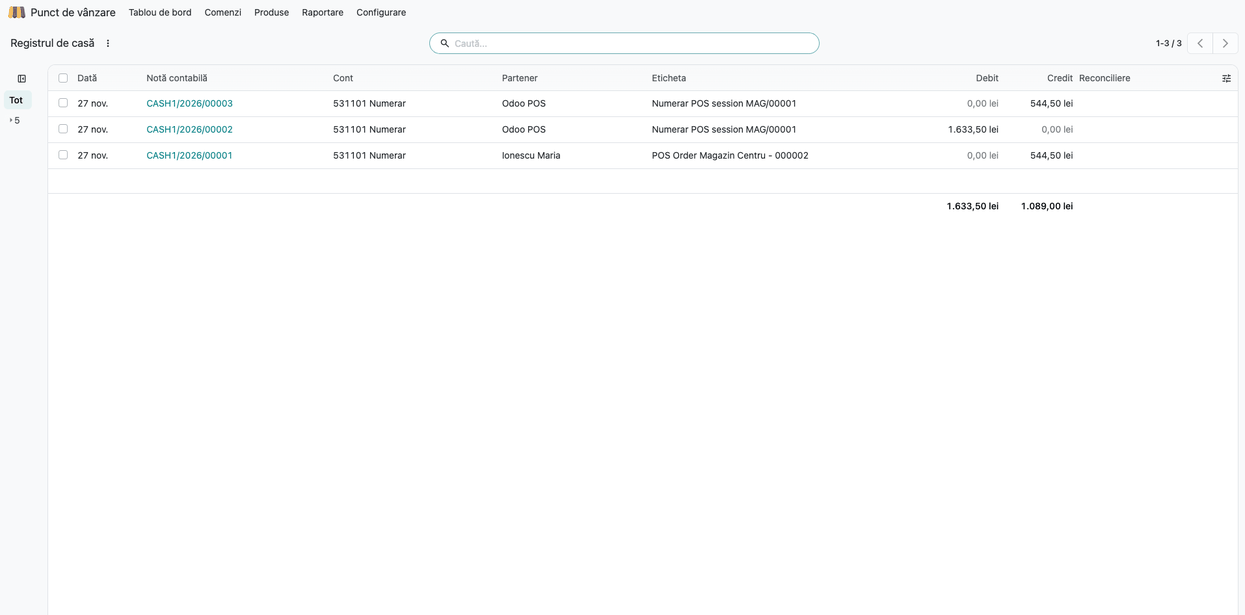 Punct de vânzare Tablou de bord Comenzi Produse Raportare Configurare
Registrul de casă Caută... 1-3 / 3
Dată Notă contabilă Cont Partener Eticheta Debit Credit Reconciliere
Tot
27 nov. CASH1/2026/00003 531101 Numerar Odoo POS Numerar POS session MAG/00001 0,00 lei 544,50 lei
5
27 nov. CASH1/2026/00002 531101 Numerar Odoo POS Numerar POS session MAG/00001 1.633,50 lei 0,00 lei
27 nov. CASH1/2026/00001 531101 Numerar Ionescu Maria POS Order Magazin Centru - 000002 0,00 lei 544,50 lei
1.633,50 lei 1.089,00 lei